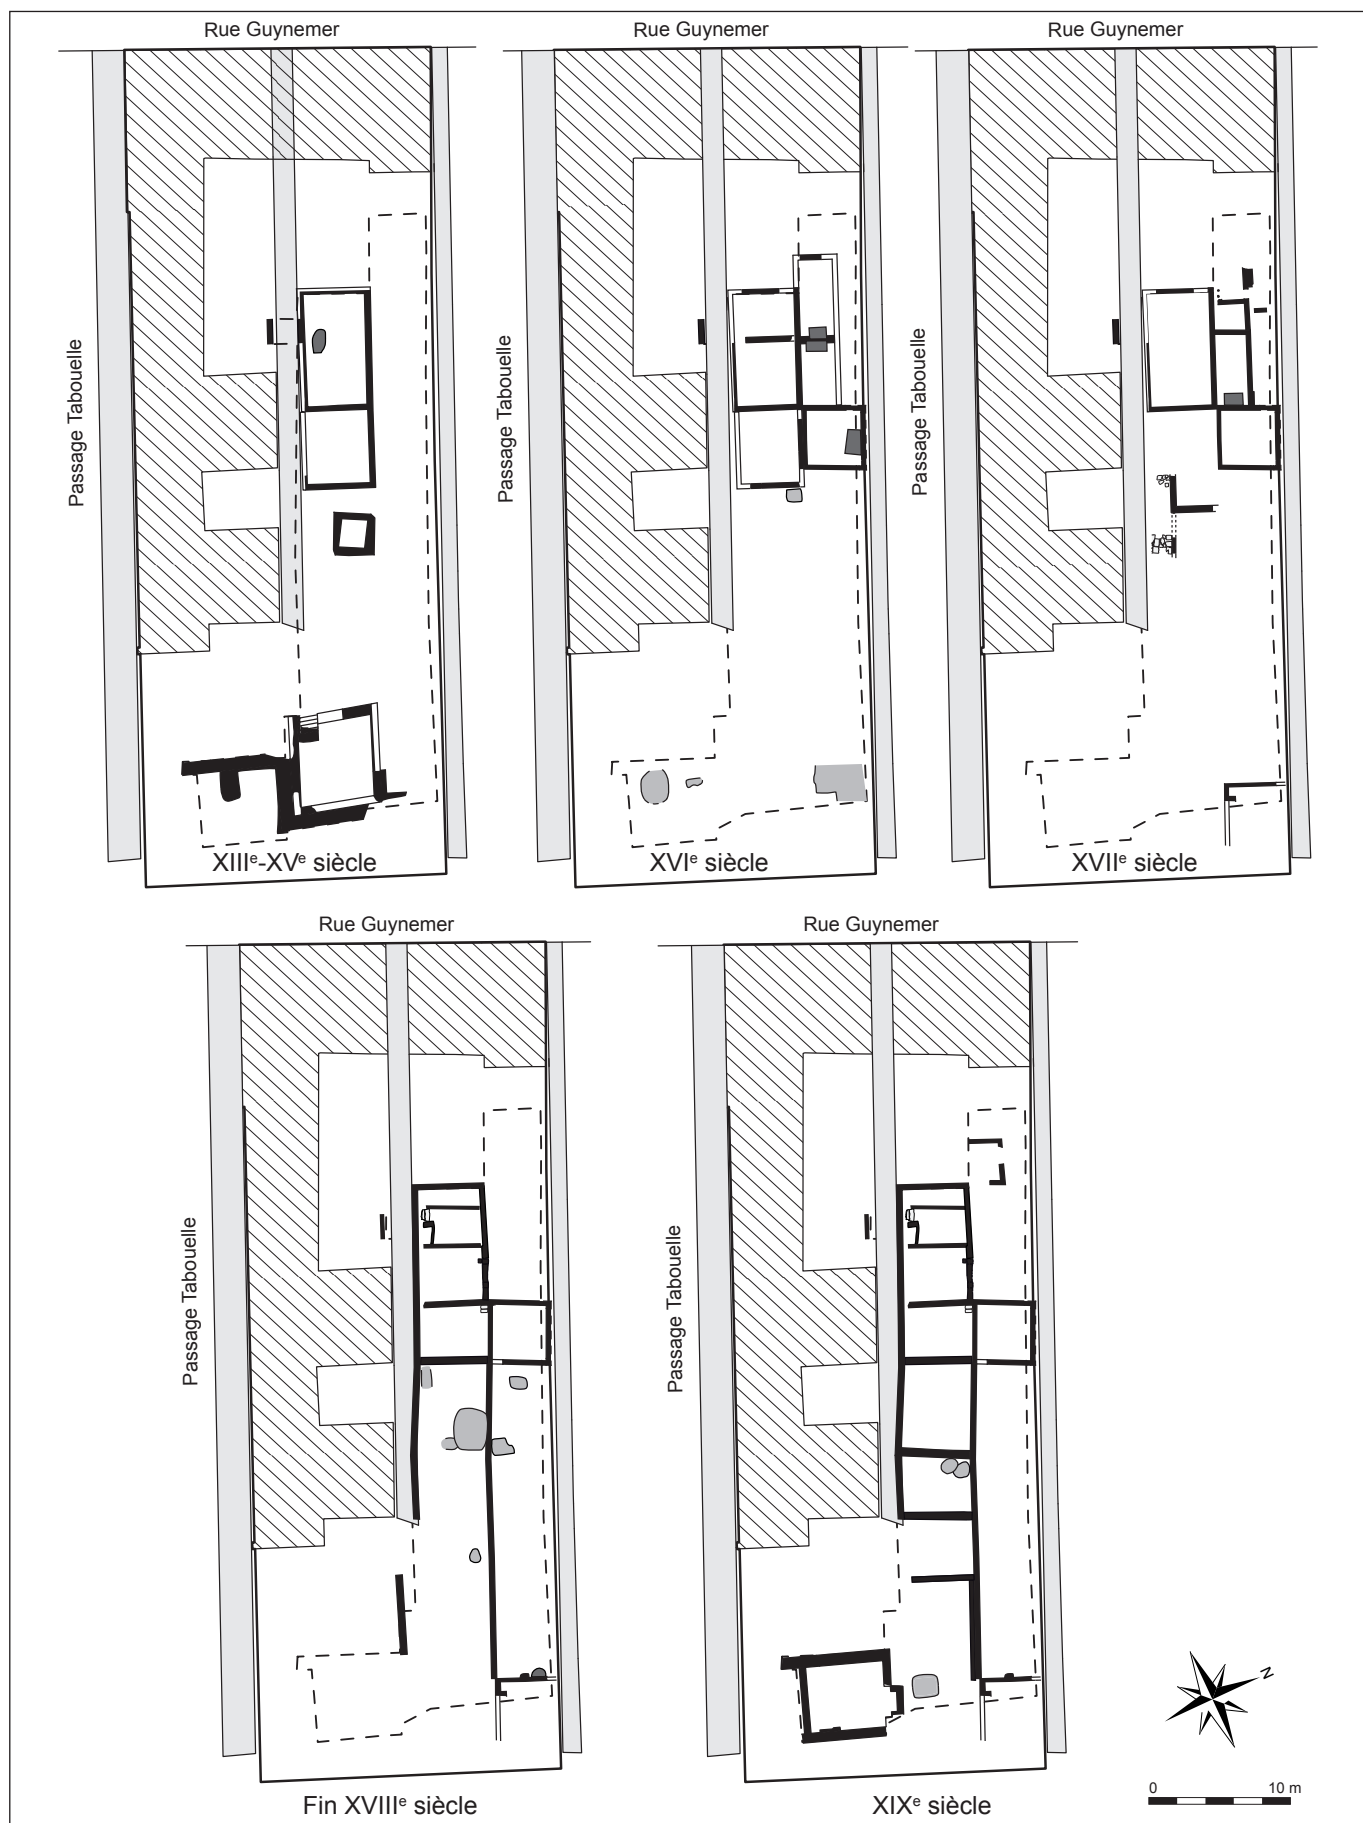 Rue Guynemer
Rue Guynemer
Rue Guynemer
Passage Tabouelle
Passage Tabouelle
Passage Tabouelle
XIIIᵉ-XVᵉ siècle
XVIᵉ siècle
XVIIᵉ siècle
Rue Guynemer
Rue Guynemer
Passage Tabouelle
Passage Tabouelle
N
0 10 m
Fin XVIIIᵉ siècle
XIXᵉ siècle